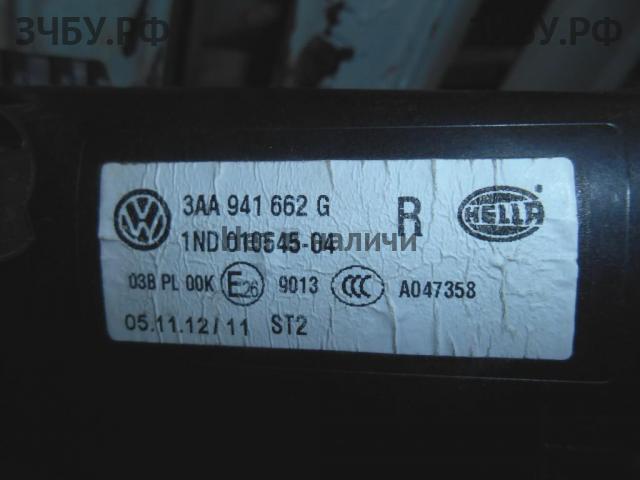 ЗЧБУ.РФ ЗЧБУ.РФ
3AA 941 662 G R HELLA
1ND 010545-04
03B PL 00K E26 9013 CCC A047358
05.11.12/11 ST2